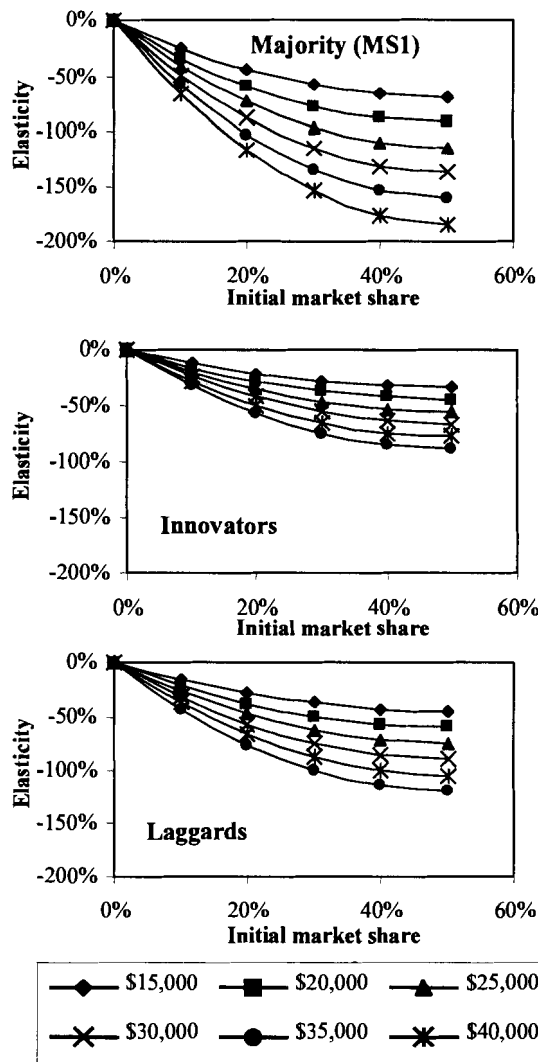 0%
Majority (MS1)
-50%
-100%
-150%
-200%
Elasticity
0% 20% 40% 60%
Initial market share
0%
-50%
-100%
-150%
-200%
Elasticity
Innovators
0% 20% 40% 60%
Initial market share
0%
-50%
-100%
-150%
-200%
Elasticity
Laggards
0% 20% 40% 60%
Initial market share
$15,000 $20,000 $25,000
$30,000 $35,000 $40,000